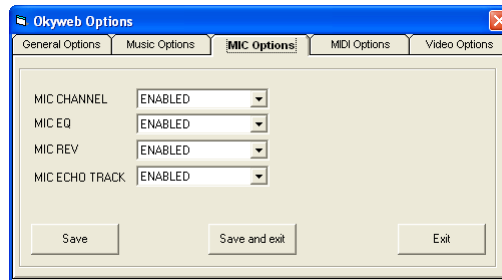 Okyweb Options
General Options Music Options MIC Options MIDI Options Video Options
MIC CHANNEL ENABLED
MIC EQ ENABLED
MIC REV ENABLED
MIC ECHO TRACK ENABLED
Save Save and exit Exit